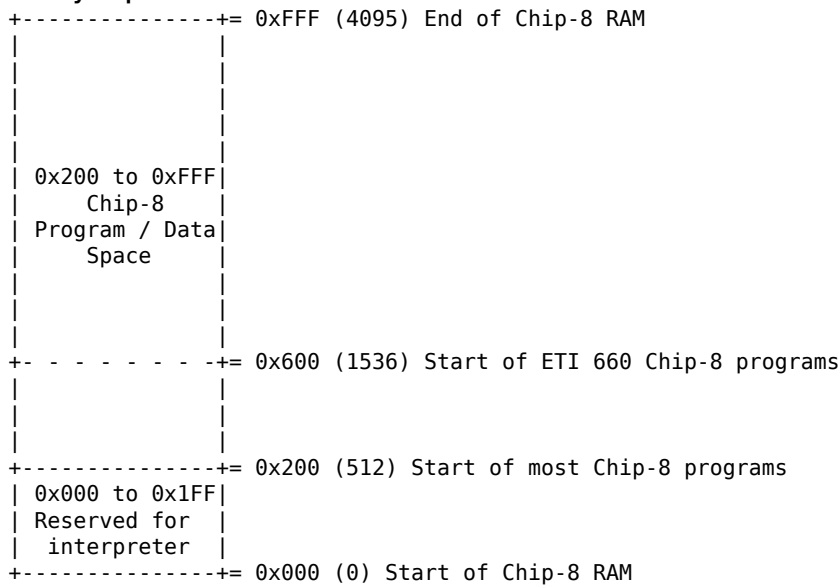 +---------------+= 0xFFF (4095) End of Chip-8 RAM
|               |
|               |
|               |
|               |
|               |
| 0x200 to 0xFFF|
|     Chip-8    |
| Program / Data|
|     Space     |
|               |
|               |
|               |
+- - - - - - - -+= 0x600 (1536) Start of ETI 660 Chip-8 programs
|               |
|               |
|               |
+---------------+= 0x200 (512) Start of most Chip-8 programs
| 0x000 to 0x1FF|
| Reserved for  |
|  interpreter  |
+---------------+= 0x000 (0) Start of Chip-8 RAM